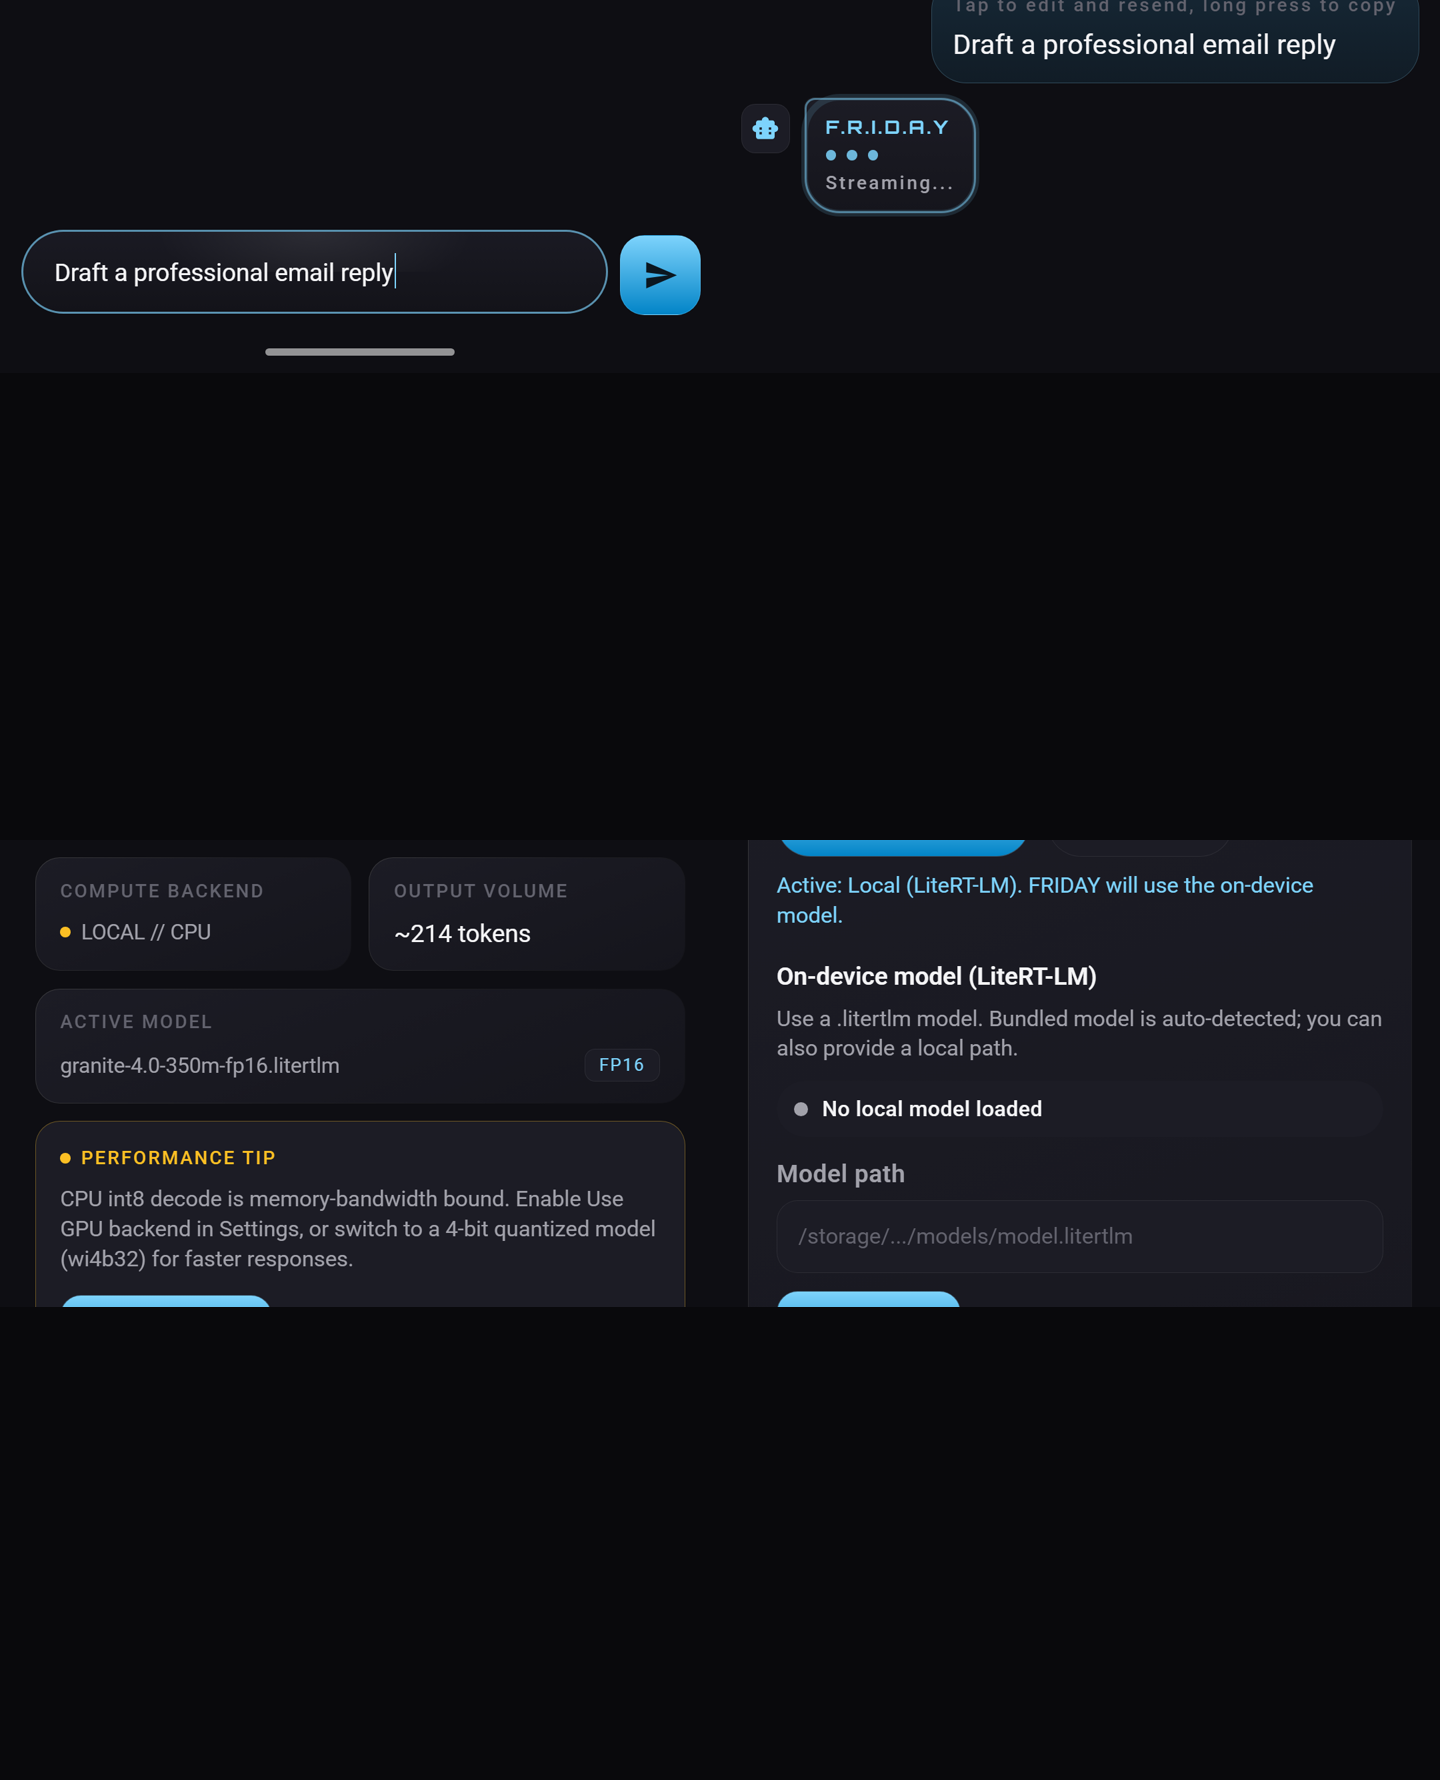 Tap to edit and resend, long press to copy
Draft a professional email reply
F.R.I.D.A.Y
Streaming...
Draft a professional email reply
COMPUTE BACKEND
LOCAL // CPU
OUTPUT VOLUME
~214 tokens
ACTIVE MODEL
granite-4.0-350m-fp16.litertlm
FP16
PERFORMANCE TIP
CPU int8 decode is memory-bandwidth bound. Enable Use
GPU backend in Settings, or switch to a 4-bit quantized model
(wi4b32) for faster responses.
Active: Local (LiteRT-LM). FRIDAY will use the on-device
model.
On-device model (LiteRT-LM)
Use a .litertlm model. Bundled model is auto-detected; you can
also provide a local path.
No local model loaded
Model path
/storage/.../models/model.litertlm